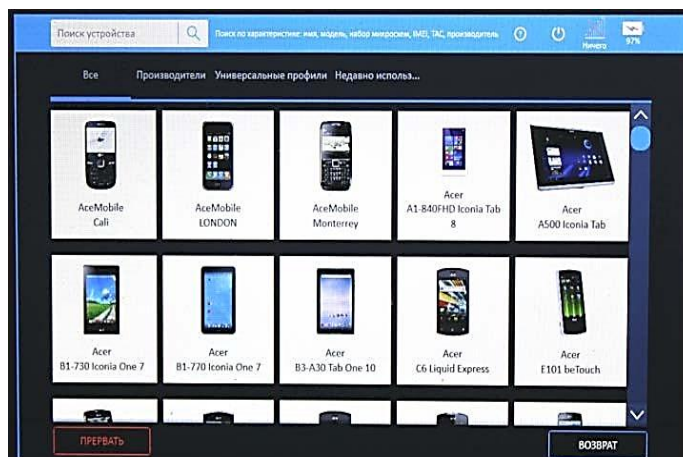 Поиск устройства
Поиск по характеристике: имя, модель, набор микросхем, IMEI, TAC, производитель
?
Ничего
97%
Все
Производители
Универсальные профили
Недавно использ...
AceMobile
Cali
AceMobile
LONDON
AceMobile
Monterrey
Acer
A1-840FHD Iconia Tab
8
Acer
A500 Iconia Tab
Acer
B1-730 Iconia One 7
Acer
B1-770 Iconia One 7
Acer
B3-A30 Tab One 10
Acer
C6 Liquid Express
Acer
E101 beTouch
ПРЕРВАТЬ
ВОЗВРАТ